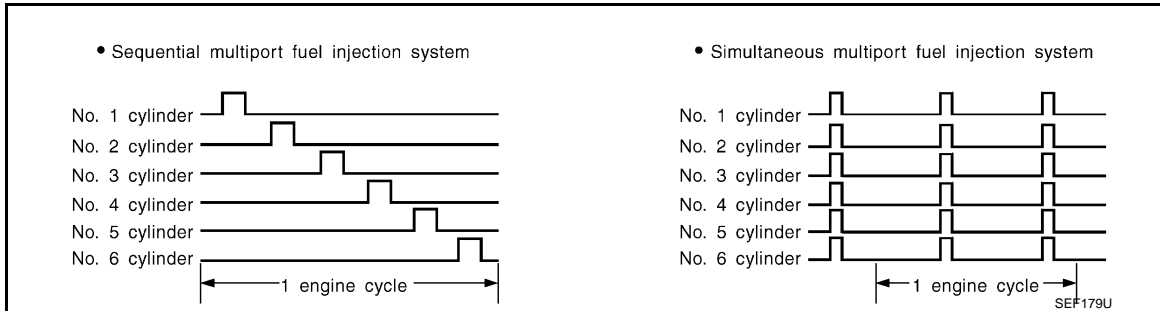 • Sequential multiport fuel injection system
No. 1 cylinder
No. 2 cylinder
No. 3 cylinder
No. 4 cylinder
No. 5 cylinder
No. 6 cylinder
1 engine cycle
• Simultaneous multiport fuel injection system
No. 1 cylinder
No. 2 cylinder
No. 3 cylinder
No. 4 cylinder
No. 5 cylinder
No. 6 cylinder
1 engine cycle
SEF179U